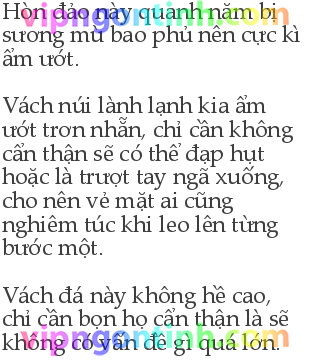 Hòn đảo này quanh năm bị
sương mù bao phủ nên cực kì
ẩm ướt.
Vách núi lành lạnh kia ẩm
ướt trơn nhẵn, chỉ cần không
cẩn thận sẽ có thể đạp hụt
hoặc là trượt tay ngã xuống,
cho nên vẻ mặt ai cũng
nghiêm túc khi leo lên từng
bước một.
Vách đá này không hề cao,
chỉ cần bọn họ cẩn thận là sẽ
không có vấn đề gì quá lớn.
vipngontinh.com
vipngontinh.com